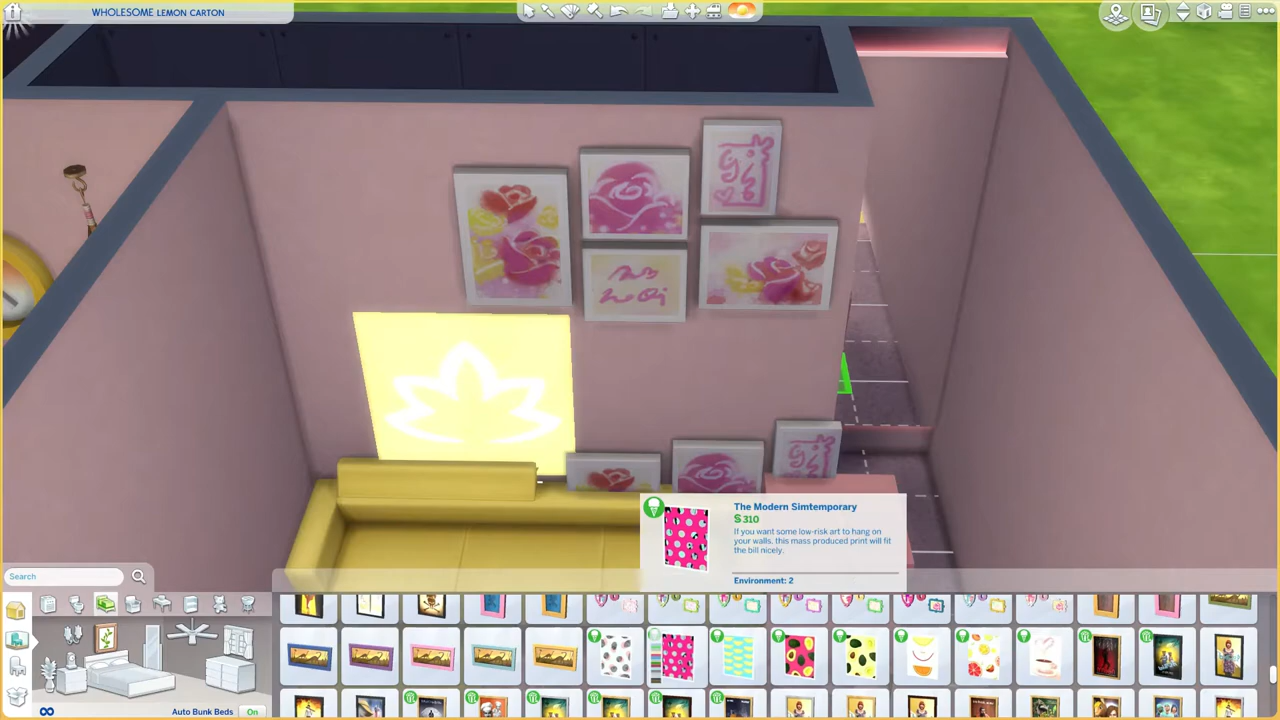 WHOLESOME LEMON CARTON
The Modern Simtemporary
§310
If you want some low-risk art to hang on
your walls, this mass produced print will fit
the bill nicely.
Environment: 2
Search
Auto Bunk Beds
On